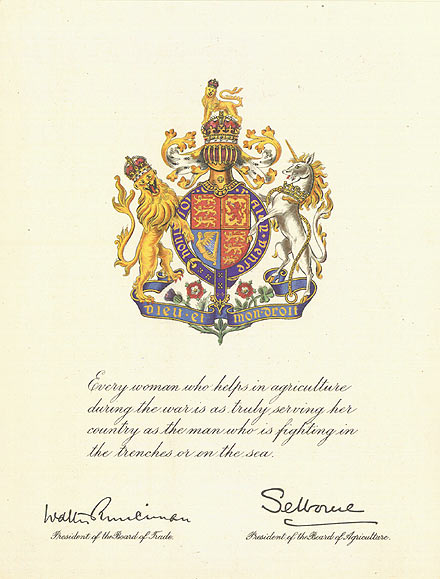 HONI SOIT QUI MAL Y PENSE
DIEU·ET MON·DROIT
Every woman who helps in agriculture
during the war is as truly serving her
country as the man who is fighting in
the trenches or on the sea.
Walter Runciman
Selborne
President of the Board of Trade.
President of the Board of Agriculture.